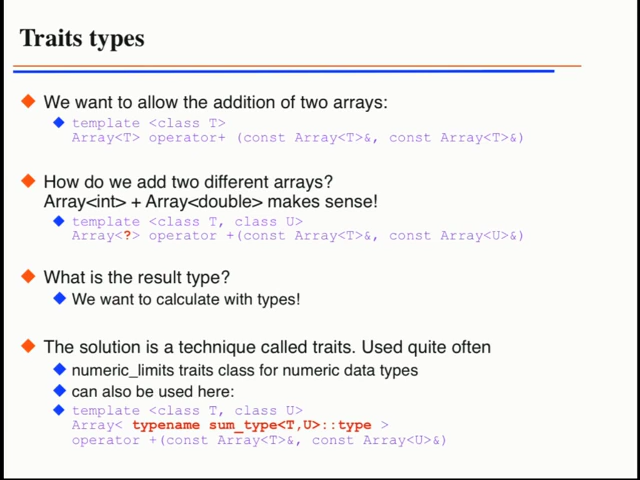 Traits types
We want to allow the addition of two arrays:
template <class T>
Array<T> operator+ (const Array<T>&, const Array<T>&)
How do we add two different arrays?
Array<int> + Array<double> makes sense!
template <class T, class U>
Array<?> operator +(const Array<T>&, const Array<U>&)
What is the result type?
We want to calculate with types!
The solution is a technique called traits. Used quite often
numeric_limits traits class for numeric data types
can also be used here:
template <class T, class U>
Array< typename sum_type<T,U>::type >
operator +(const Array<T>&, const Array<U>&)